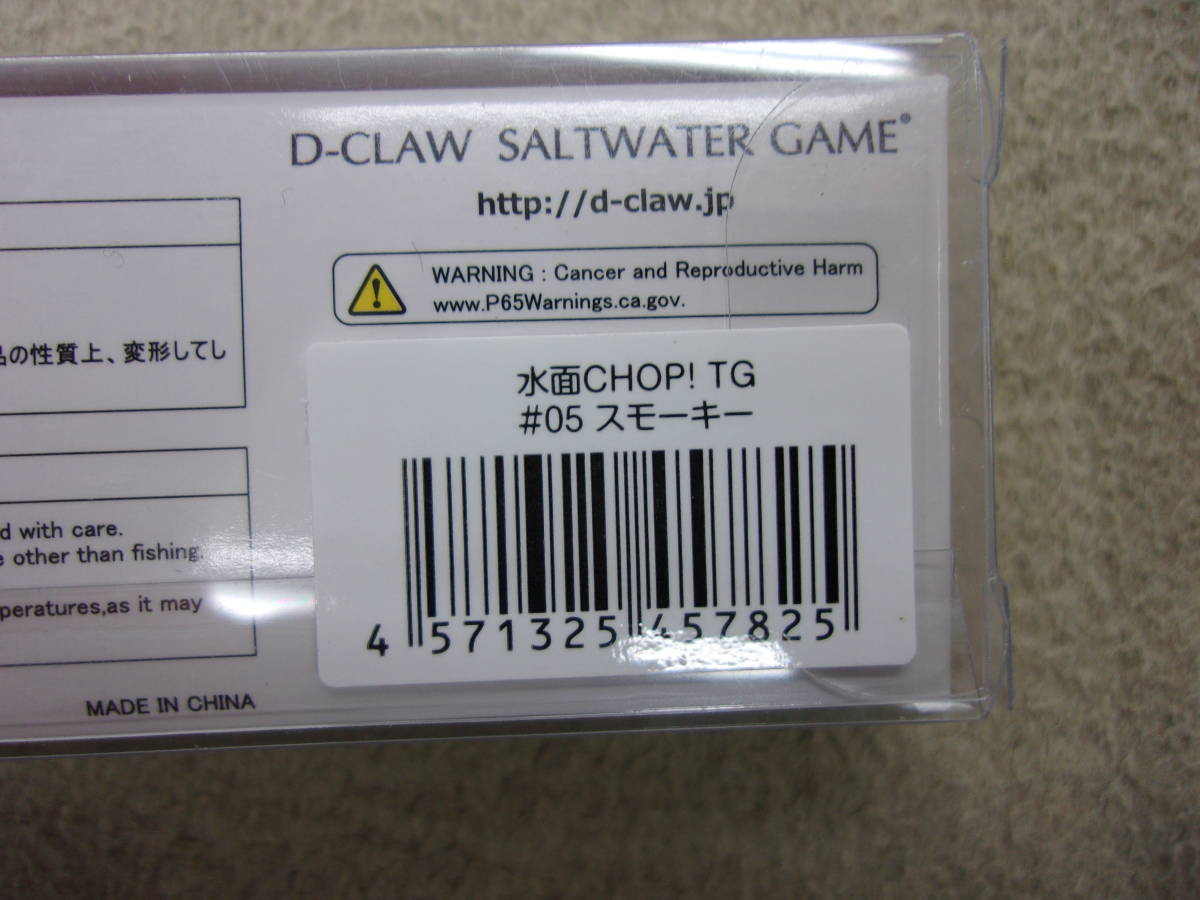 D-CLAW SALTWATER GAME®
http://d-claw.jp
WARNING : Cancer and Reproductive Harm
www.P65Warnings.ca.gov.
の性質上、変形してし
水面CHOP! TG
#05 スモーキー
4 571325 457825
d with care.
e other than fishing.
peratures,as it may
MADE IN CHINA